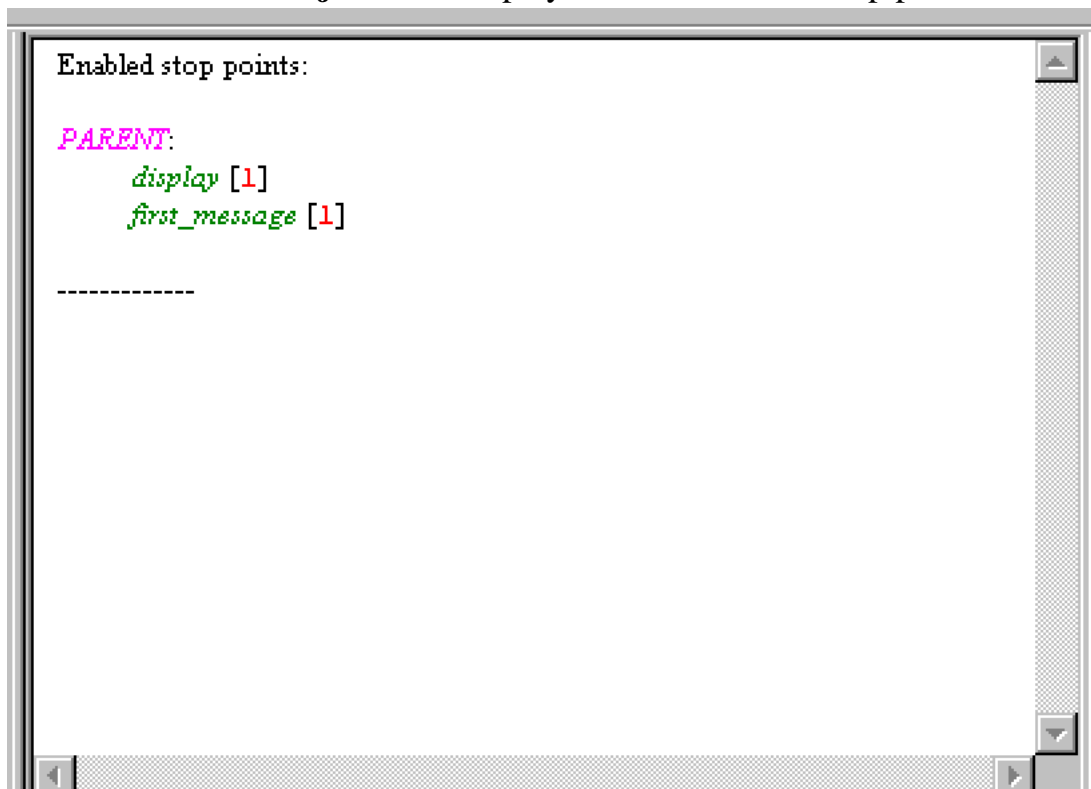 Enabled stop points:
PARENT:
display [1]
first_message [1]
-------------